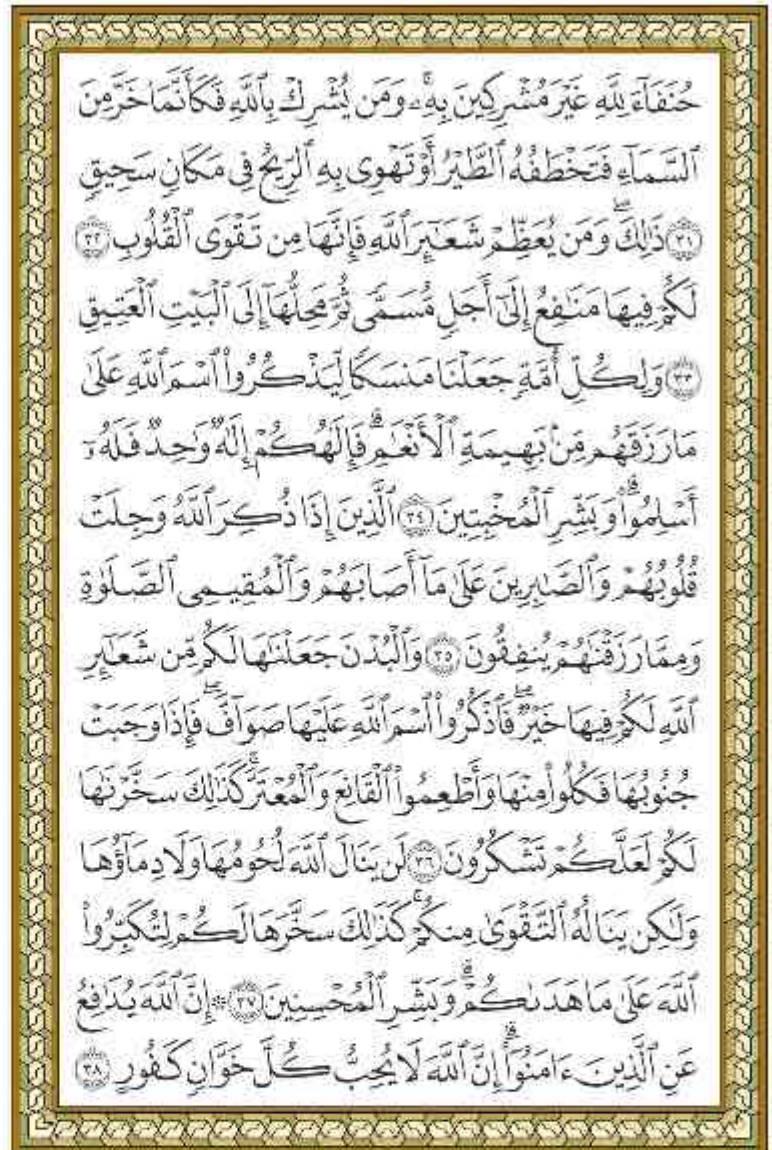 حُنَفَآءَ لِلَّهِ غَيْرَ مُشْرِكِينَ بِهِۦۚ وَمَن يُشْرِكْ بِٱللَّهِ فَكَأَنَّمَا خَرَّ مِنَ
ٱلسَّمَآءِ فَتَخْطَفُهُ ٱلطَّيْرُ أَوْ تَهْوِى بِهِ ٱلرِّيحُ فِى مَكَانٍ سَحِيقٍ
٣١ ذَٰلِكَۖ وَمَن يُعَظِّمْ شَعَـٰٓئِرَ ٱللَّهِ فَإِنَّهَا مِن تَقْوَى ٱلْقُلُوبِ ٣٢
لَكُمْ فِيهَا مَنَـٰفِعُ إِلَىٰٓ أَجَلٍ مُّسَمًّى ثُمَّ مَحِلُّهَآ إِلَى ٱلْبَيْتِ ٱلْعَتِيقِ
٣٣ وَلِكُلِّ أُمَّةٍ جَعَلْنَا مَنسَكًا لِّيَذْكُرُوا۟ ٱسْمَ ٱللَّهِ عَلَىٰ
مَا رَزَقَهُم مِّنۢ بَهِيمَةِ ٱلْأَنْعَـٰمِۗ فَإِلَـٰهُكُمْ إِلَـٰهٌ وَٰحِدٌ فَلَهُۥٓ
أَسْلِمُوا۟ۗ وَبَشِّرِ ٱلْمُخْبِتِينَ ٣٤ ٱلَّذِينَ إِذَا ذُكِرَ ٱللَّهُ وَجِلَتْ
قُلُوبُهُمْ وَٱلصَّـٰبِرِينَ عَلَىٰ مَآ أَصَابَهُمْ وَٱلْمُقِيمِى ٱلصَّلَوٰةِ
وَمِمَّا رَزَقْنَـٰهُمْ يُنفِقُونَ ٣٥ وَٱلْبُدْنَ جَعَلْنَـٰهَا لَكُم مِّن شَعَـٰٓئِرِ
ٱللَّهِ لَكُمْ فِيهَا خَيْرٌۖ فَٱذْكُرُوا۟ ٱسْمَ ٱللَّهِ عَلَيْهَا صَوَآفَّۖ فَإِذَا وَجَبَتْ
جُنُوبُهَا فَكُلُوا۟ مِنْهَا وَأَطْعِمُوا۟ ٱلْقَانِعَ وَٱلْمُعْتَرَّۚ كَذَٰلِكَ سَخَّرْنَـٰهَا
لَكُمْ لَعَلَّكُمْ تَشْكُرُونَ ٣٦ لَن يَنَالَ ٱللَّهَ لُحُومُهَا وَلَا دِمَآؤُهَا
وَلَـٰكِن يَنَالُهُ ٱلتَّقْوَىٰ مِنكُمْۚ كَذَٰلِكَ سَخَّرَهَا لَكُمْ لِتُكَبِّرُوا۟
ٱللَّهَ عَلَىٰ مَا هَدَىٰكُمْۗ وَبَشِّرِ ٱلْمُحْسِنِينَ ٣٧ ۞ إِنَّ ٱللَّهَ يُدَٰفِعُ
عَنِ ٱلَّذِينَ ءَامَنُوٓا۟ۗ إِنَّ ٱللَّهَ لَا يُحِبُّ كُلَّ خَوَّانٍ كَفُورٍ ٣٨